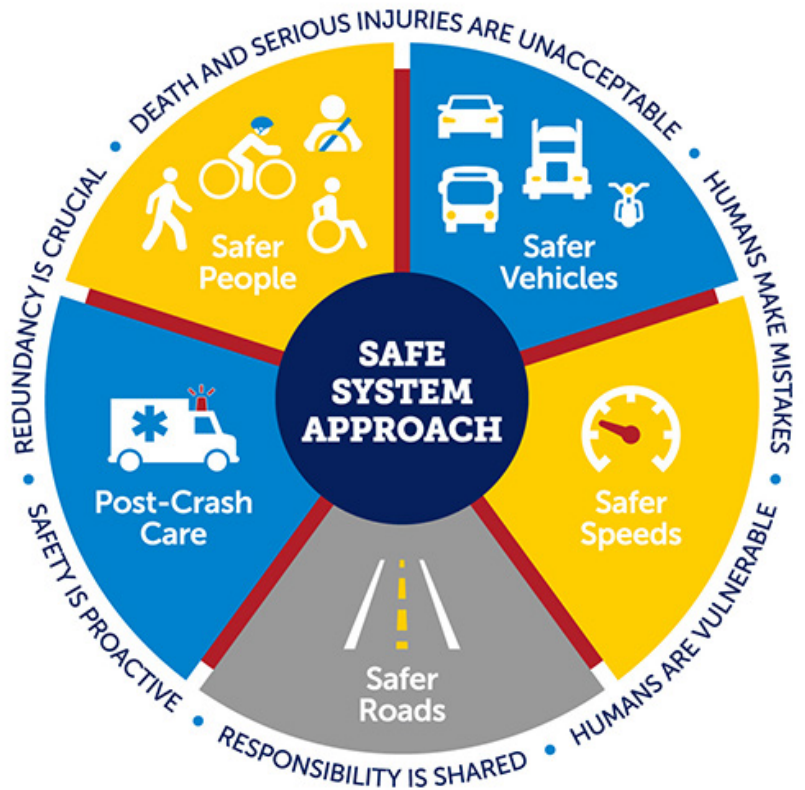 DEATH AND SERIOUS INJURIES ARE UNACCEPTABLE
HUMANS MAKE MISTAKES
HUMANS ARE VULNERABLE
RESPONSIBILITY IS SHARED
SAFETY IS PROACTIVE
REDUNDANCY IS CRUCIAL
Safer
People
Safer
Vehicles
SAFE
SYSTEM
APPROACH
Post-Crash
Care
Safer
Speeds
Safer
Roads